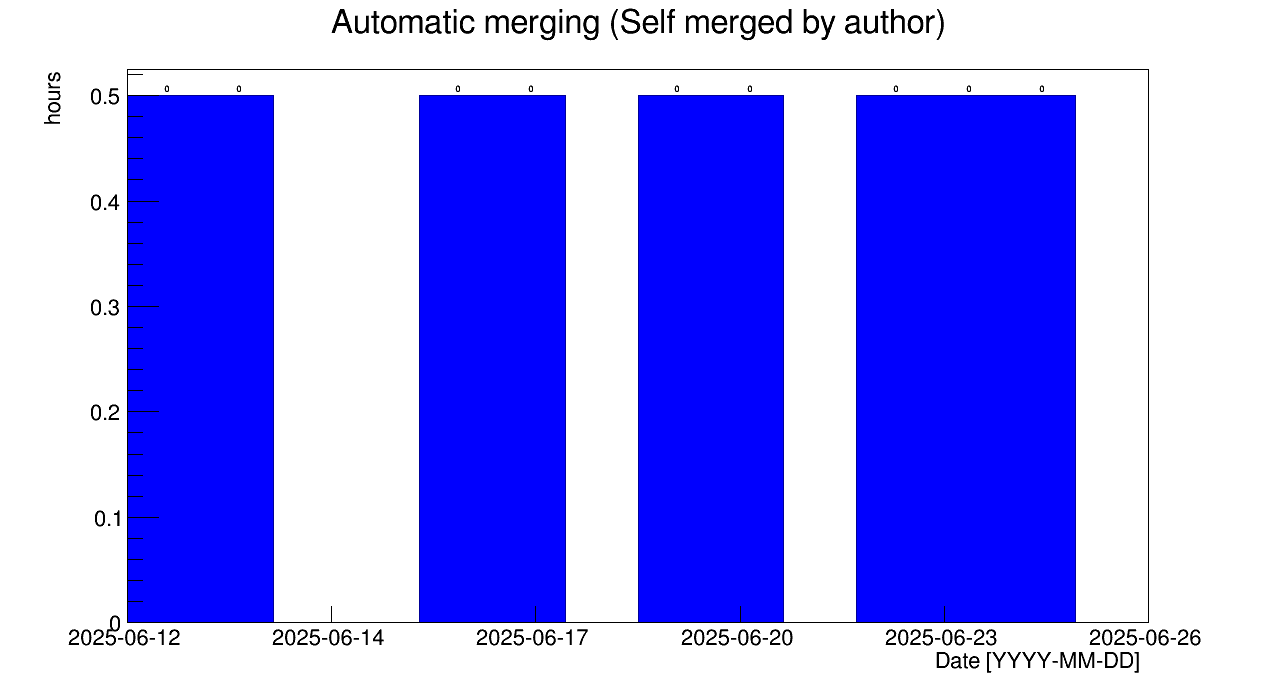 Automatic merging (Self merged by author)
hours
0.5
0 0 0 0 0 0 0 0 0
0.4
0.3
0.2
0.1
0
2025-06-12 2025-06-14 2025-06-17 2025-06-20 2025-06-23 2025-06-26
Date [YYYY-MM-DD]